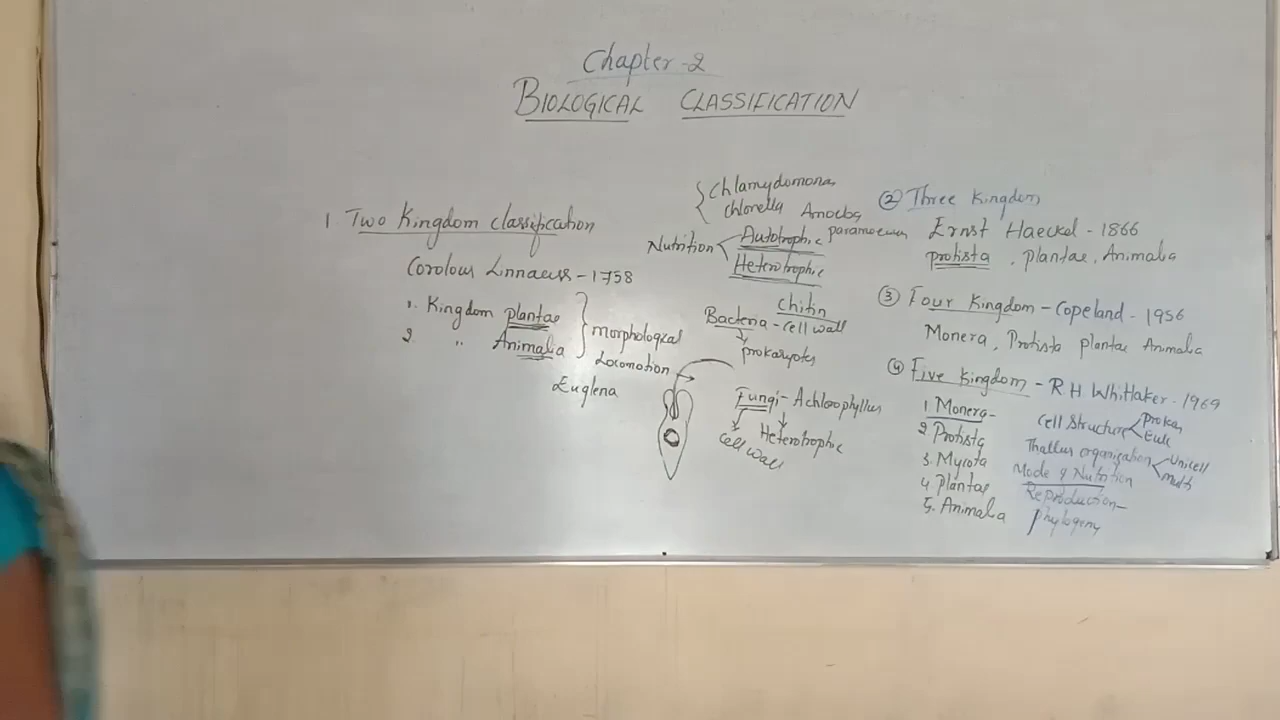 Chapter-2
BIOLOGICAL CLASSIFICATION
1 Two Kingdom classification
Corolous Linnaeus - 1758
1. Kingdom plantae
2. " Animalia
morphological
Locomotion
Euglena
Chlamydomonas
chlorella Amoeba
paramoecium
Nutrition
Autotrophic
Heterotrophic
chitin
Bacteria - cell wall
prokaryotes
Fungi - Achlorophyllus
Heterotrophic
Cell wall
② Three Kingdom
Ernst Haeckel - 1866
protista, plantae, Animalia
③ Four Kingdom - Copeland - 1956
Monera, Protista plantae Animalia
④ Five Kingdom - R H Whittaker - 1969
1 Monera -
2. Protista
3. Mycota
4. Plantae
5. Animalia
Cell Structure
Prokar
Euk
Thallus organisation
Unicell
multi
Mode of Nutrition
Reproduction -
phylogeny